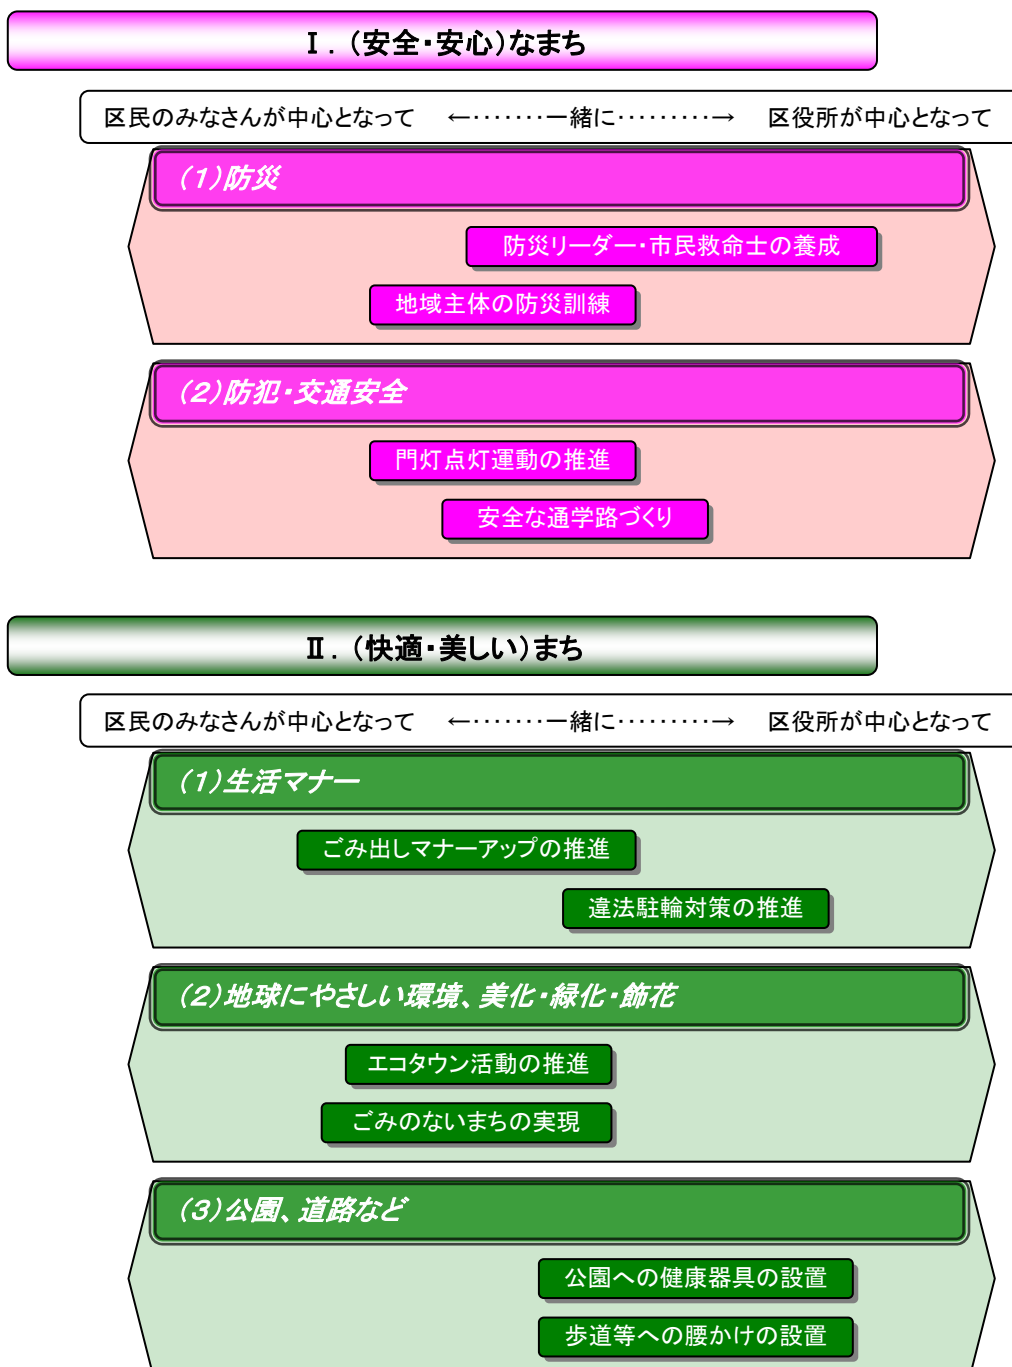 Ⅰ．（安全・安心）なまち
区民のみなさんが中心となって　←・・・・・・・一緒に・・・・・・・・・→　区役所が中心となって
（１）防災
防災リーダー・市民救命士の養成
地域主体の防災訓練
（２）防犯・交通安全
門灯点灯運動の推進
安全な通学路づくり
Ⅱ．（快適・美しい）まち
区民のみなさんが中心となって　←・・・・・・・一緒に・・・・・・・・・→　区役所が中心となって
（１）生活マナー
ごみ出しマナーアップの推進
違法駐輪対策の推進
（２）地球にやさしい環境、美化・緑化・飾花
エコタウン活動の推進
ごみのないまちの実現
（３）公園、道路など
公園への健康器具の設置
歩道等への腰かけの設置